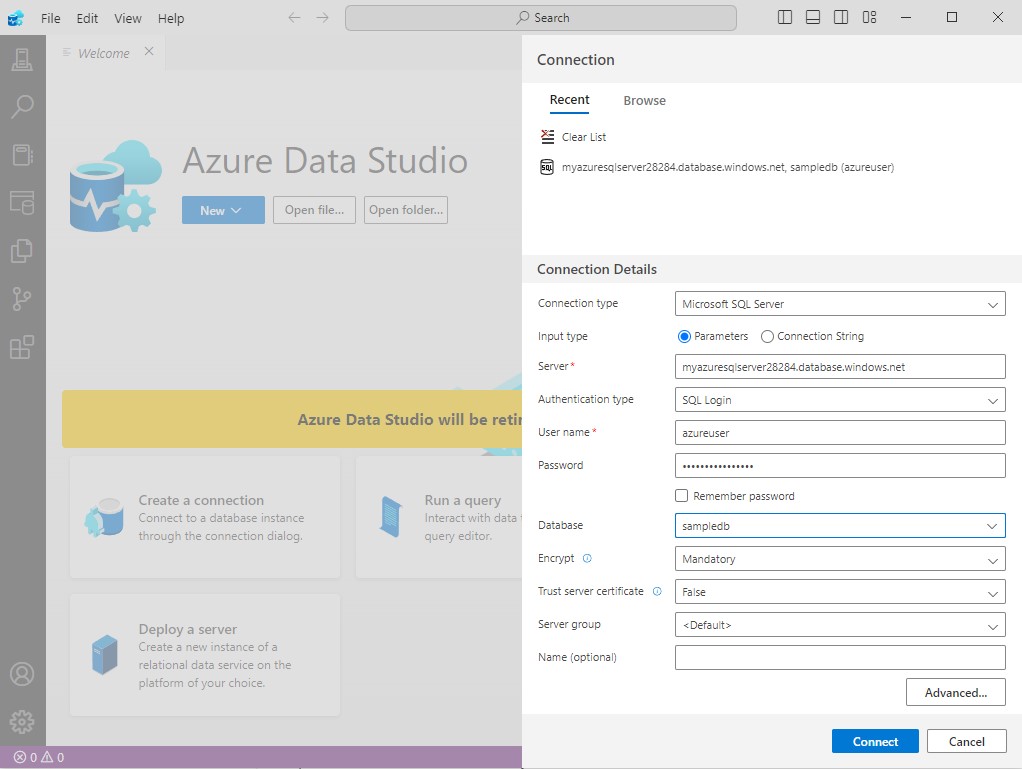 File Edit View Help
Search
Welcome
Azure Data Studio
New
Open file...
Open folder...
Azure Data Studio will be
Create a connection
Connect to a database instance
through the connection dialog.
Run a query
Interact with data
query editor.
Deploy a server
Create a new instance of a
relational data service on the
platform of your choice.
0 0
Connection
Recent Browse
Clear List
SQL myazuresqlserver28284.database.windows.net, sampledb (azureuser)
Connection Details
Connection type Microsoft SQL Server
Input type Parameters Connection String
Server* myazuresqlserver28284.database.windows.net
Authentication type SQL Login
User name* azureuser
Password ••••••••••••••••
Remember password
Database sampledb
Encrypt Mandatory
Trust server certificate False
Server group <Default>
Name (optional)
Advanced...
Connect Cancel